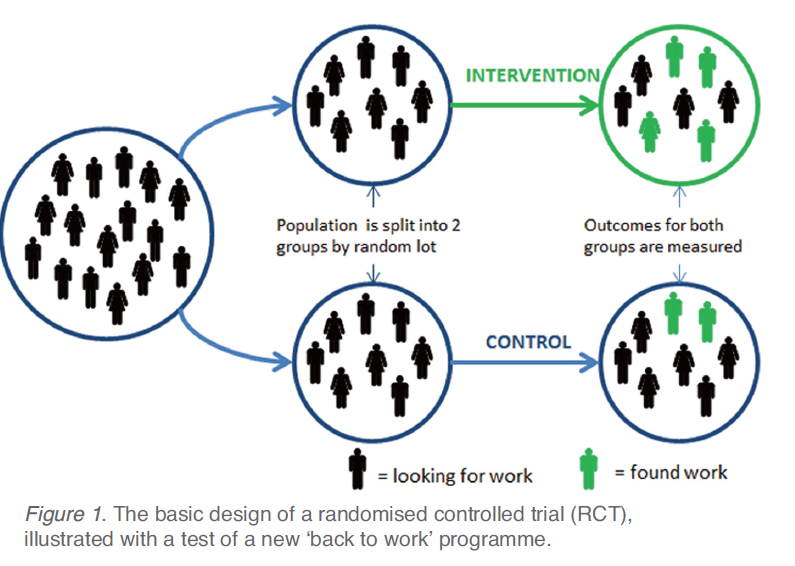 INTERVENTION
Population is split into 2
groups by random lot
Outcomes for both
groups are measured
CONTROL
= looking for work
= found work
Figure 1. The basic design of a randomised controlled trial (RCT),
illustrated with a test of a new ‘back to work’ programme.